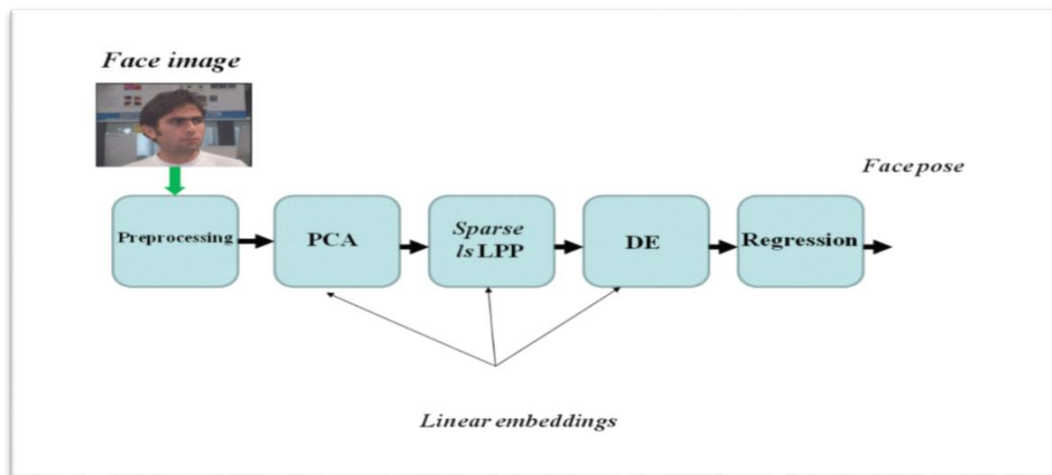 Face image
Face pose
Preprocessing
PCA
Sparse
ls LPP
DE
Regression
Linear embeddings